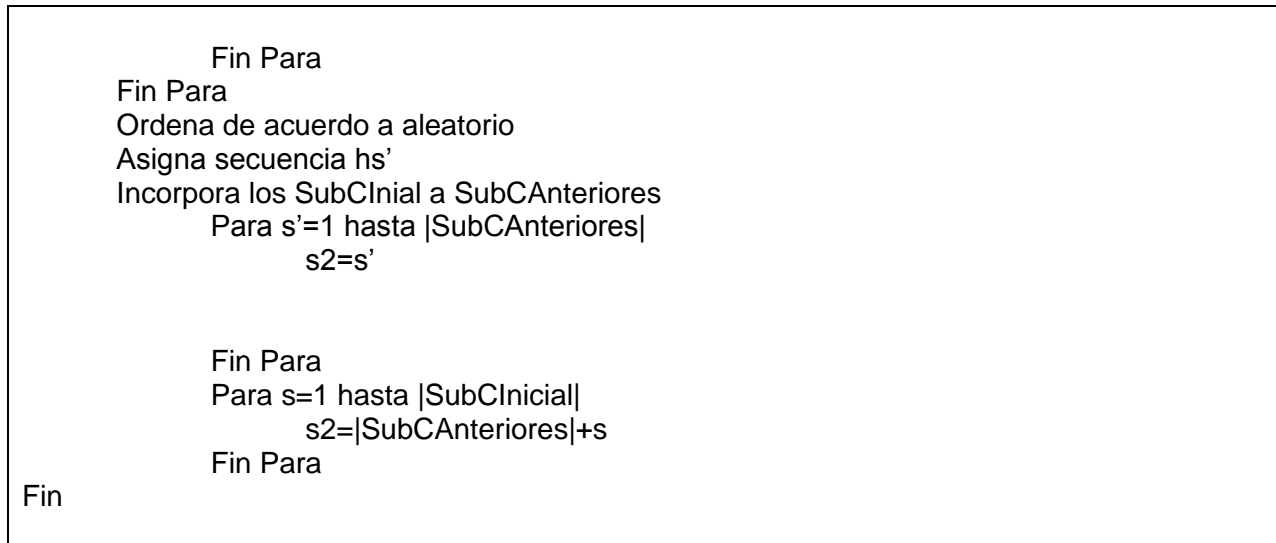 Fin Para
Fin Para
Ordena de acuerdo a aleatorio
Asigna secuencia hs’
Incorpora los SubCInial a SubCAnteriores
Para s’=1 hasta |SubCAnteriores|
s2=s’
Fin Para
Para s=1 hasta |SubCInicial|
s2=|SubCAnteriores|+s
Fin Para
Fin